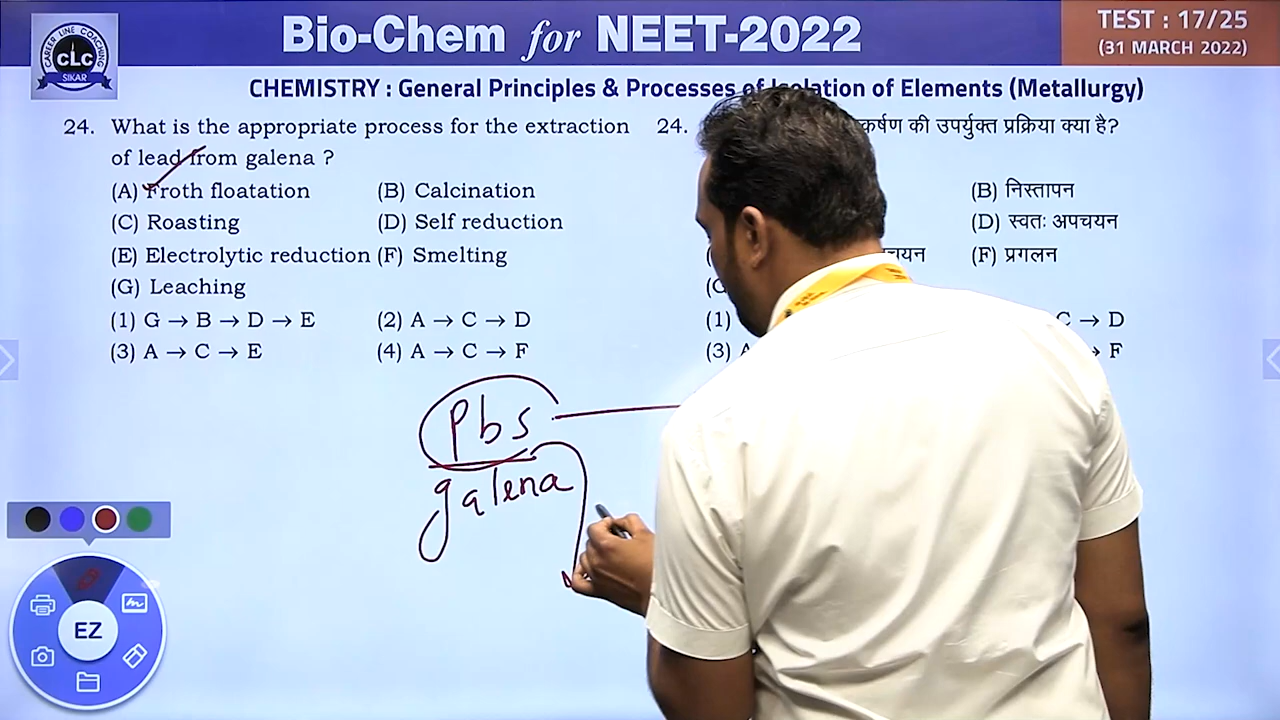 Bio-Chem for NEET-2022
TEST : 17/25
(31 MARCH 2022)
CAREER LINE COACHING
CLC
SIKAR
CHEMISTRY : General Principles & Processes of Isolation of Elements (Metallurgy)
24. What is the appropriate process for the extraction
of lead from galena ?
(A) Froth floatation (B) Calcination
(C) Roasting (D) Self reduction
(E) Electrolytic reduction (F) Smelting
(G) Leaching
(1) G → B → D → E (2) A → C → D
(3) A → C → E (4) A → C → F
24. की उपर्युक्त प्रक्रिया क्या है?
(B) निस्तापन
(D) स्वतः अपचयन
(F) प्रगलन
(1) C → D
(3) A → F
Pbs
galena
EZ